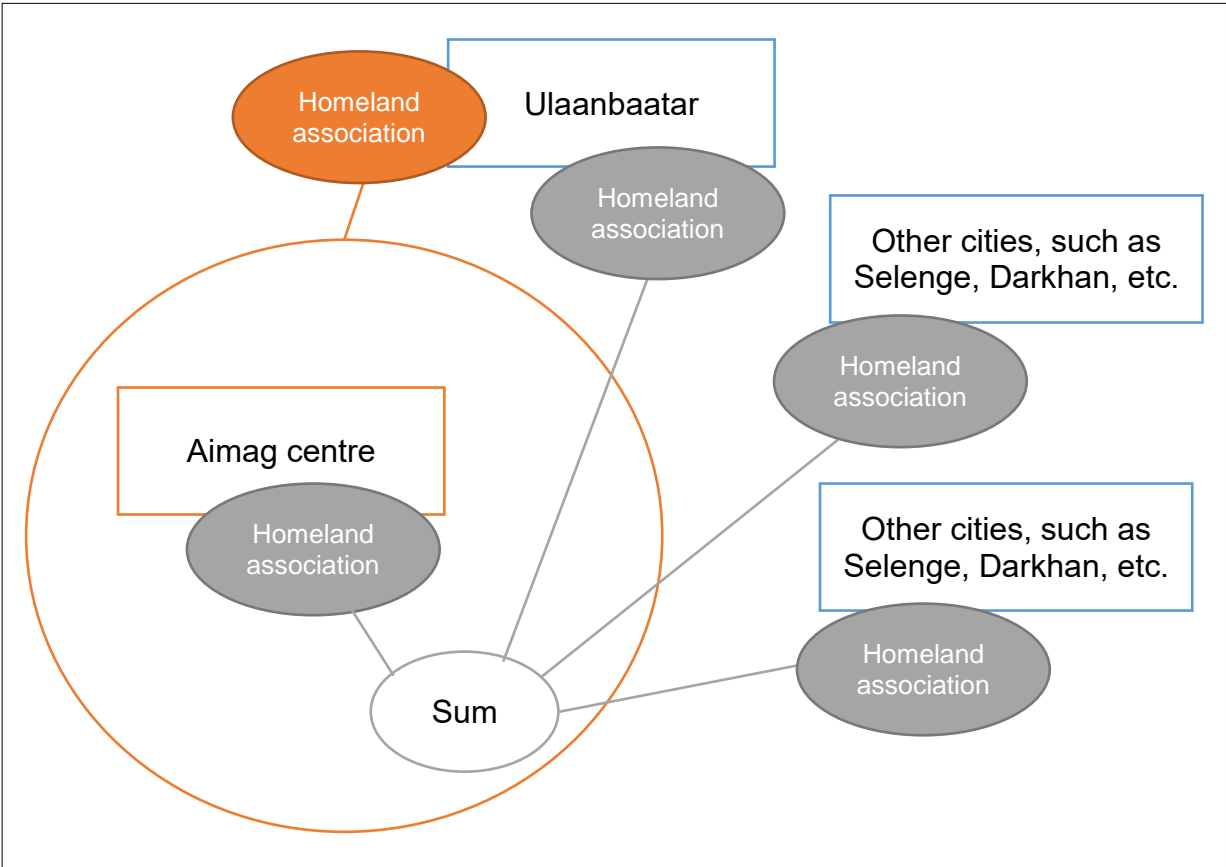 Homeland
association
Ulaanbaatar
Homeland
association
Other cities, such as
Selenge, Darkhan, etc.
Homeland
association
Aimag centre
Homeland
association
Other cities, such as
Selenge, Darkhan, etc.
Homeland
association
Sum